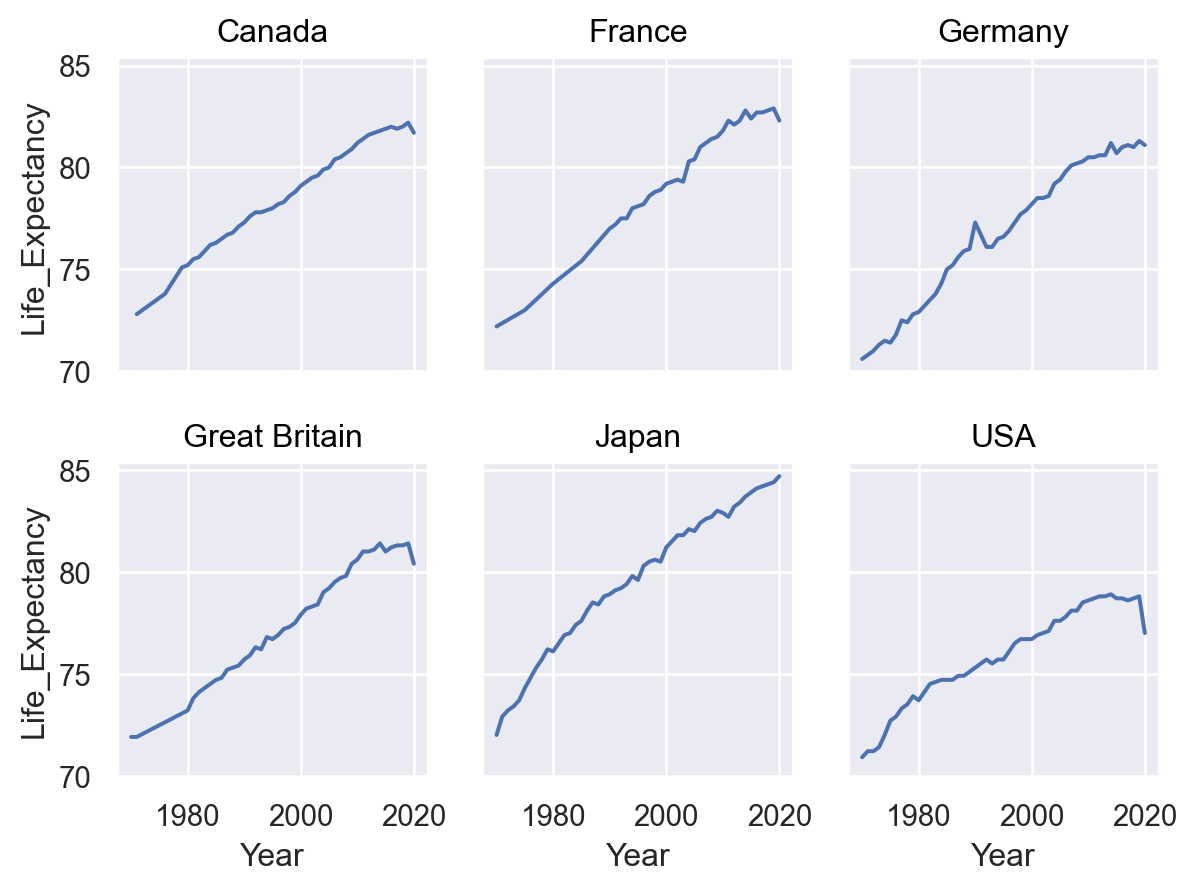 Canada France Germany
85
80
75
70
Life_Expectancy
Great Britain Japan USA
85
80
75
70
Life_Expectancy
1980 2000 2020 1980 2000 2020 1980 2000 2020
Year Year Year